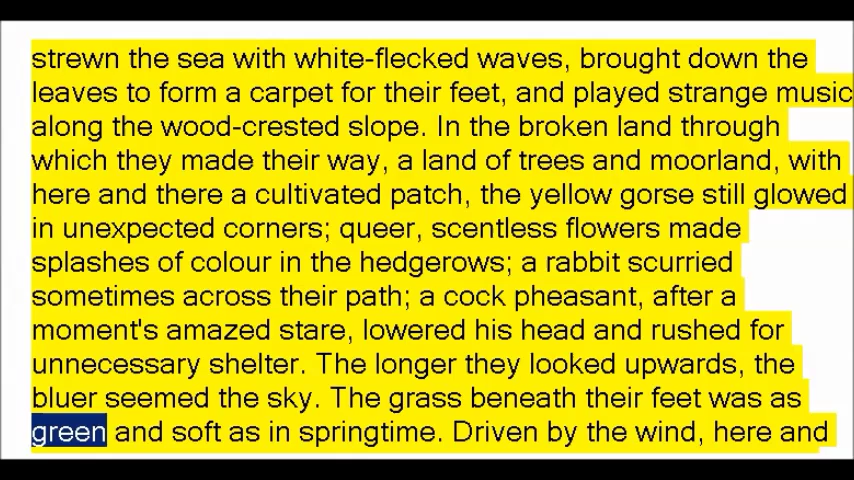 strewn the sea with white-flecked waves, brought down the
leaves to form a carpet for their feet, and played strange music
along the wood-crested slope. In the broken land through
which they made their way, a land of trees and moorland, with
here and there a cultivated patch, the yellow gorse still glowed
in unexpected corners; queer, scentless flowers made
splashes of colour in the hedgerows; a rabbit scurried
sometimes across their path; a cock pheasant, after a
moment's amazed stare, lowered his head and rushed for
unnecessary shelter. The longer they looked upwards, the
bluer seemed the sky. The grass beneath their feet was as
green and soft as in springtime. Driven by the wind, here and